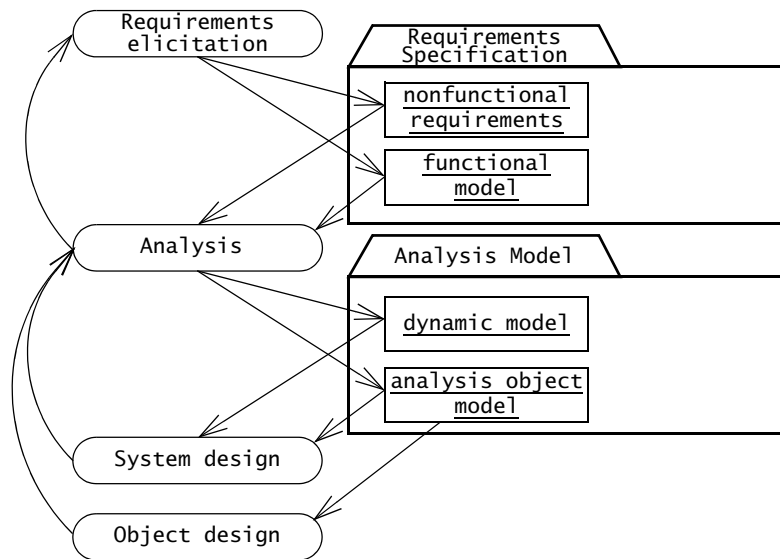 Requirements
elicitation
Requirements
Specification
nonfunctional
requirements
functional
model
Analysis
Analysis Model
dynamic model
analysis object
model
System design
Object design